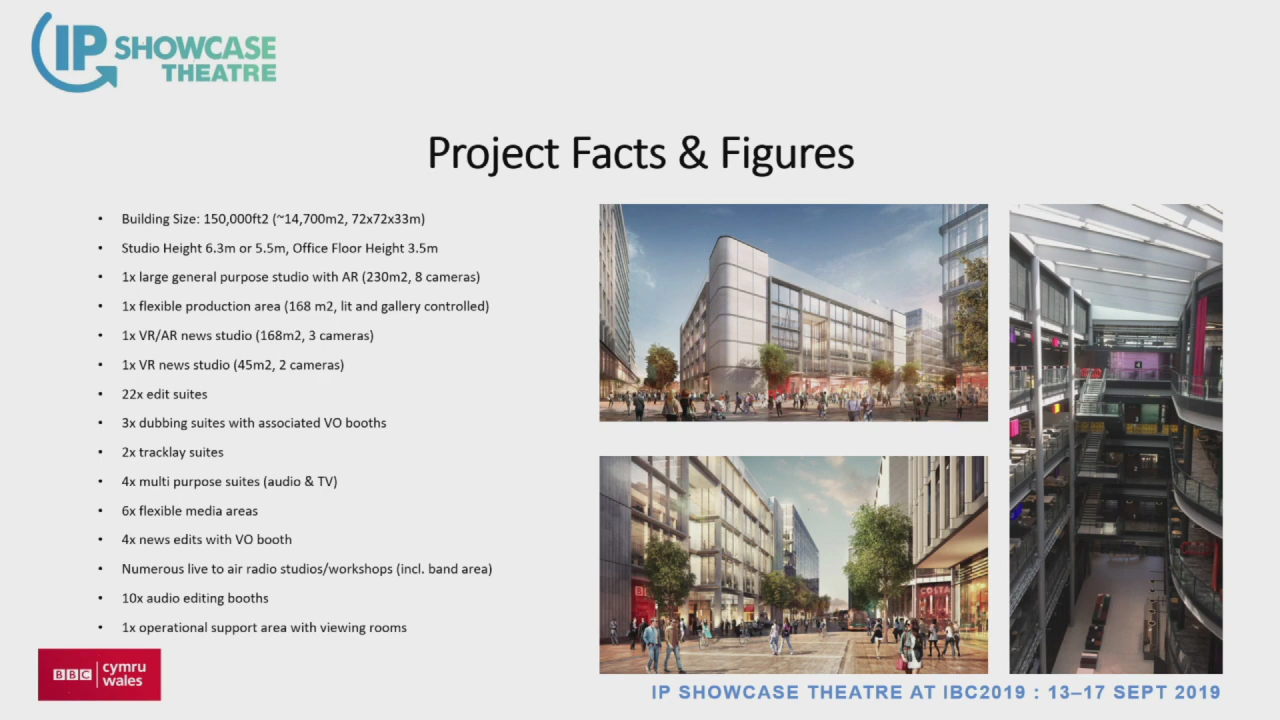 IP SHOWCASE
THEATRE
Project Facts & Figures
• Building Size: 150,000ft2 (~14,700m2, 72x72x33m)
• Studio Height 6.3m or 5.5m, Office Floor Height 3.5m
• 1x large general purpose studio with AR (230m2, 8 cameras)
• 1x flexible production area (168 m2, lit and gallery controlled)
• 1x VR/AR news studio (168m2, 3 cameras)
• 1x VR news studio (45m2, 2 cameras)
• 22x edit suites
• 3x dubbing suites with associated VO booths
• 2x tracklay suites
• 4x multi purpose suites (audio & TV)
• 6x flexible media areas
• 4x news edits with VO booth
• Numerous live to air radio studios/workshops (incl. band area)
• 10x audio editing booths
• 1x operational support area with viewing rooms
COSTA
4
BBC cymru
wales
IP SHOWCASE THEATRE AT IBC2019 : 13–17 SEPT 2019